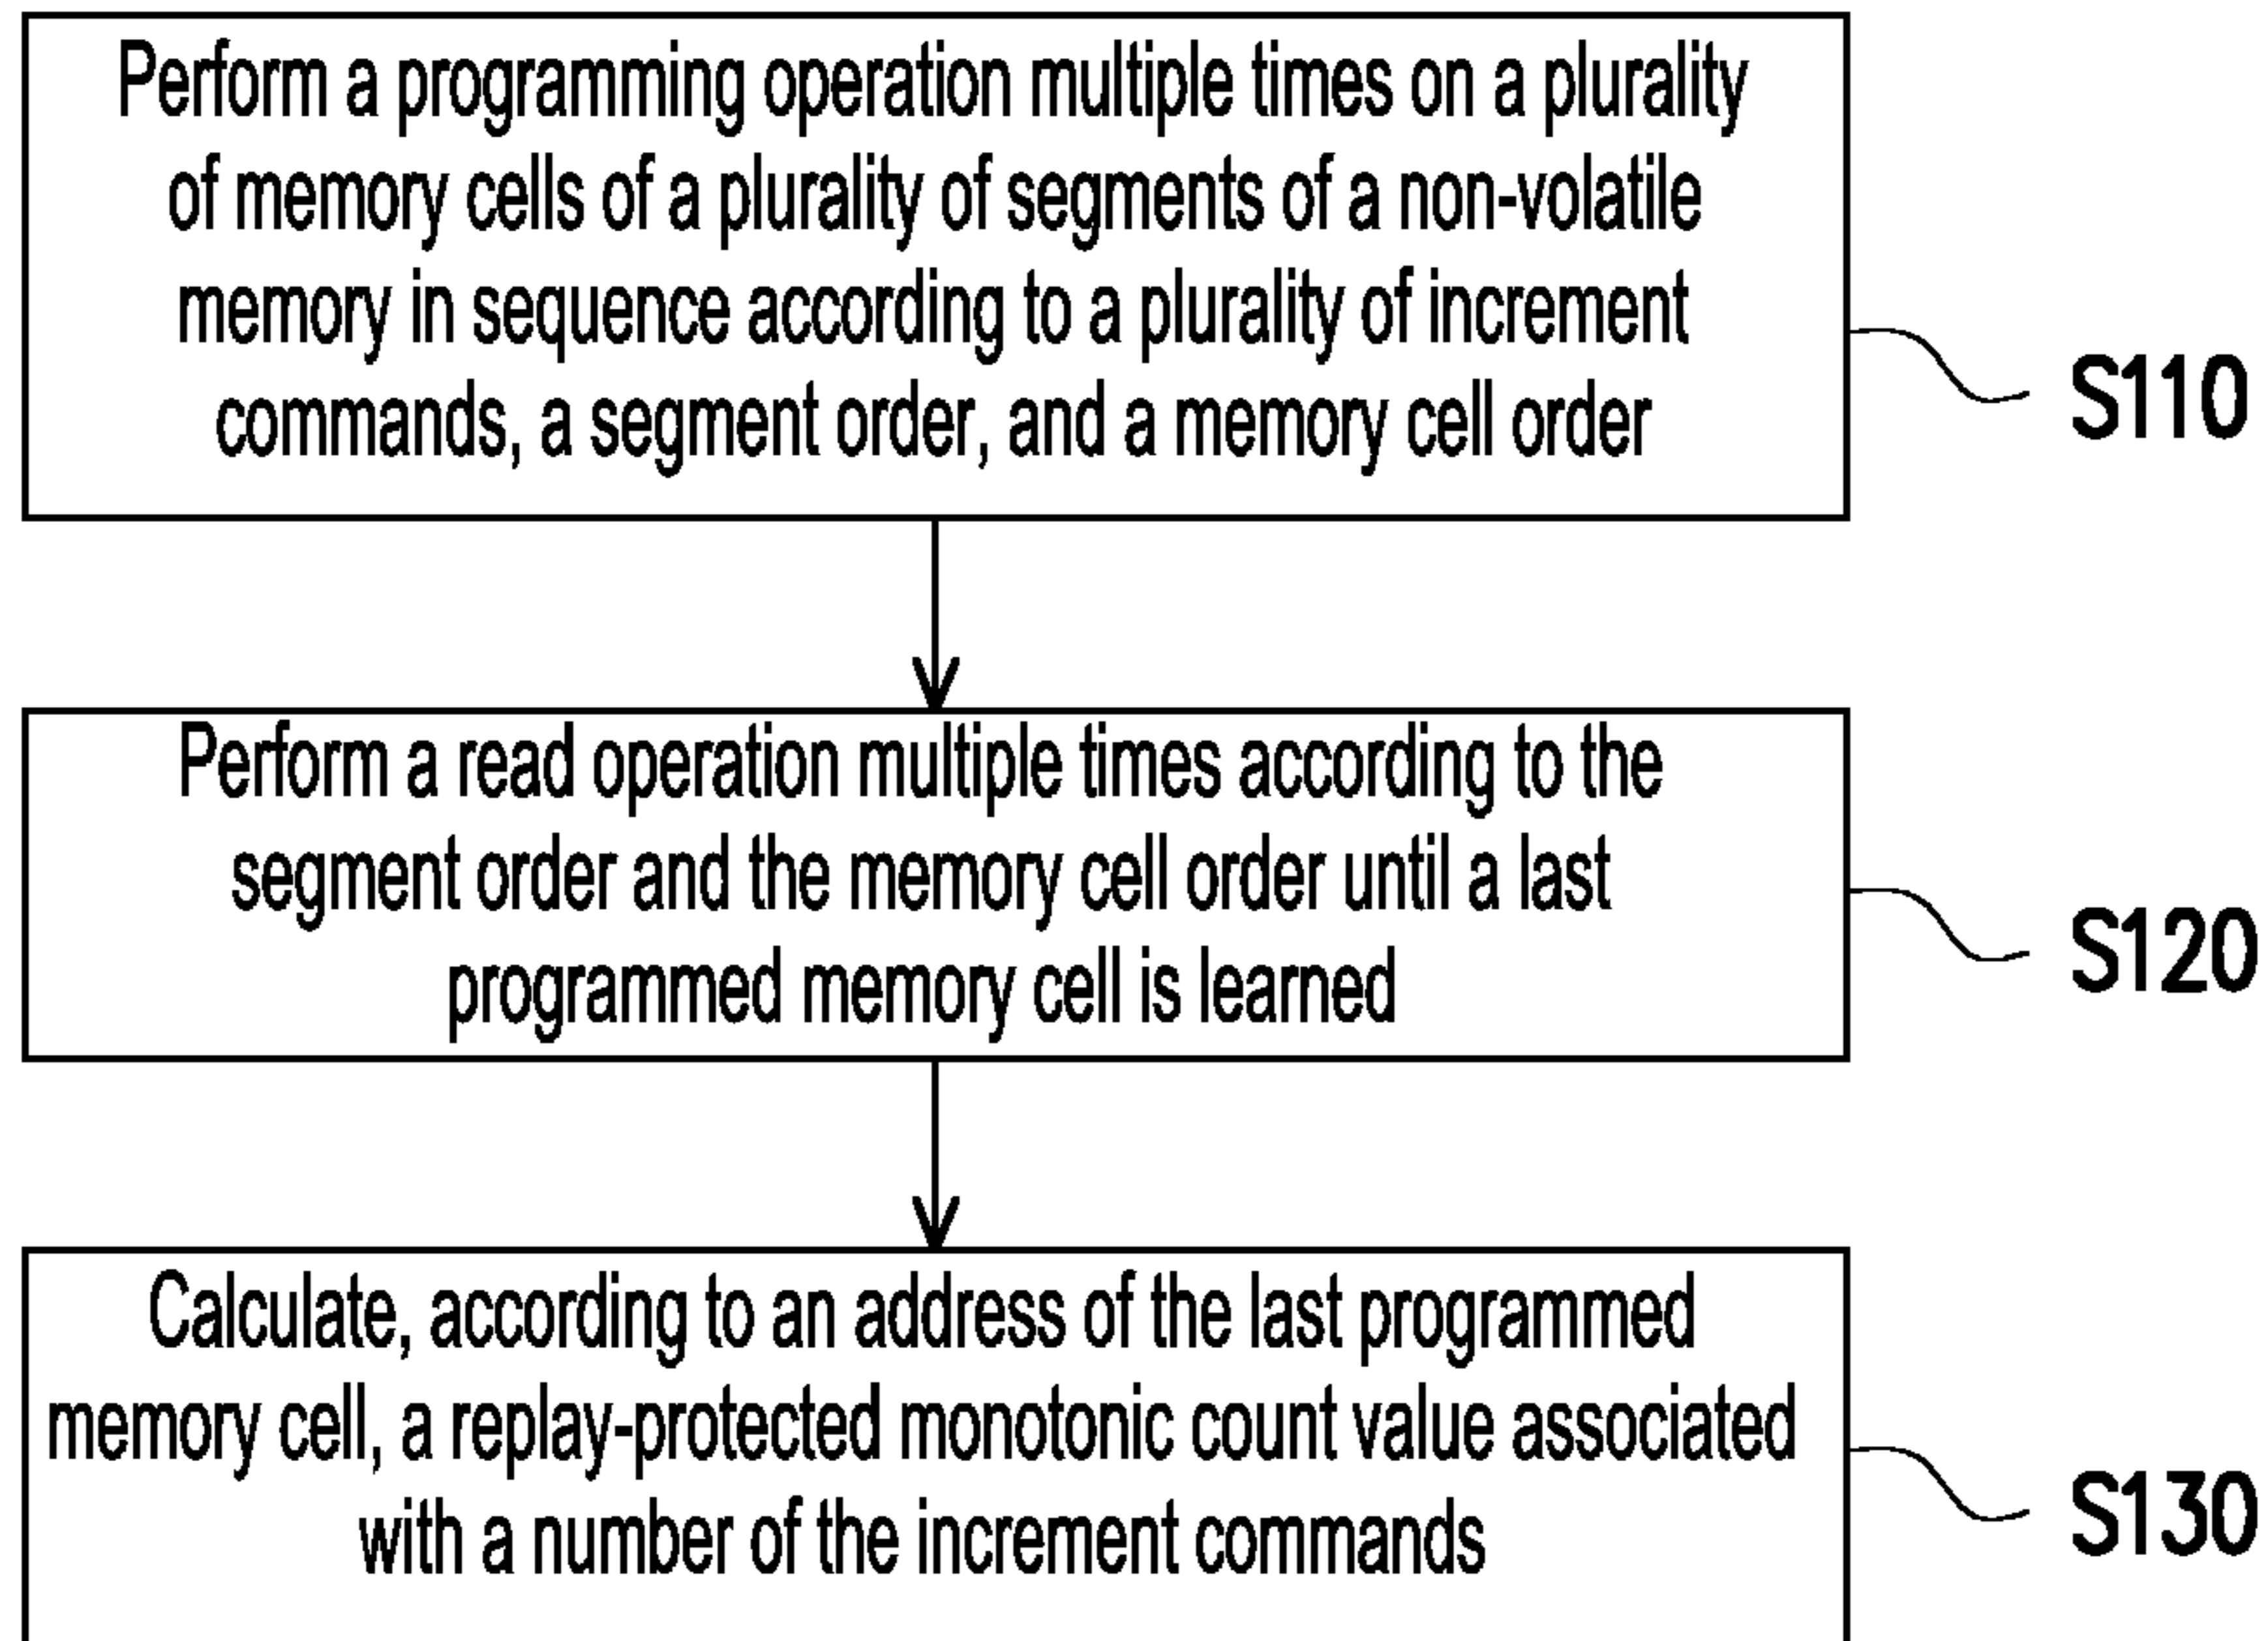 Perform a programming operation multiple times on a plurality
of memory cells of a plurality of segments of a non-volatile
memory in sequence according to a plurality of increment
commands, a segment order, and a memory cell order
S110
Perform a read operation multiple times according to the
segment order and the memory cell order until a last
programmed memory cell is learned
S120
Calculate, according to an address of the last programmed
memory cell, a replay-protected monotonic count value associated
with a number of the increment commands
S130